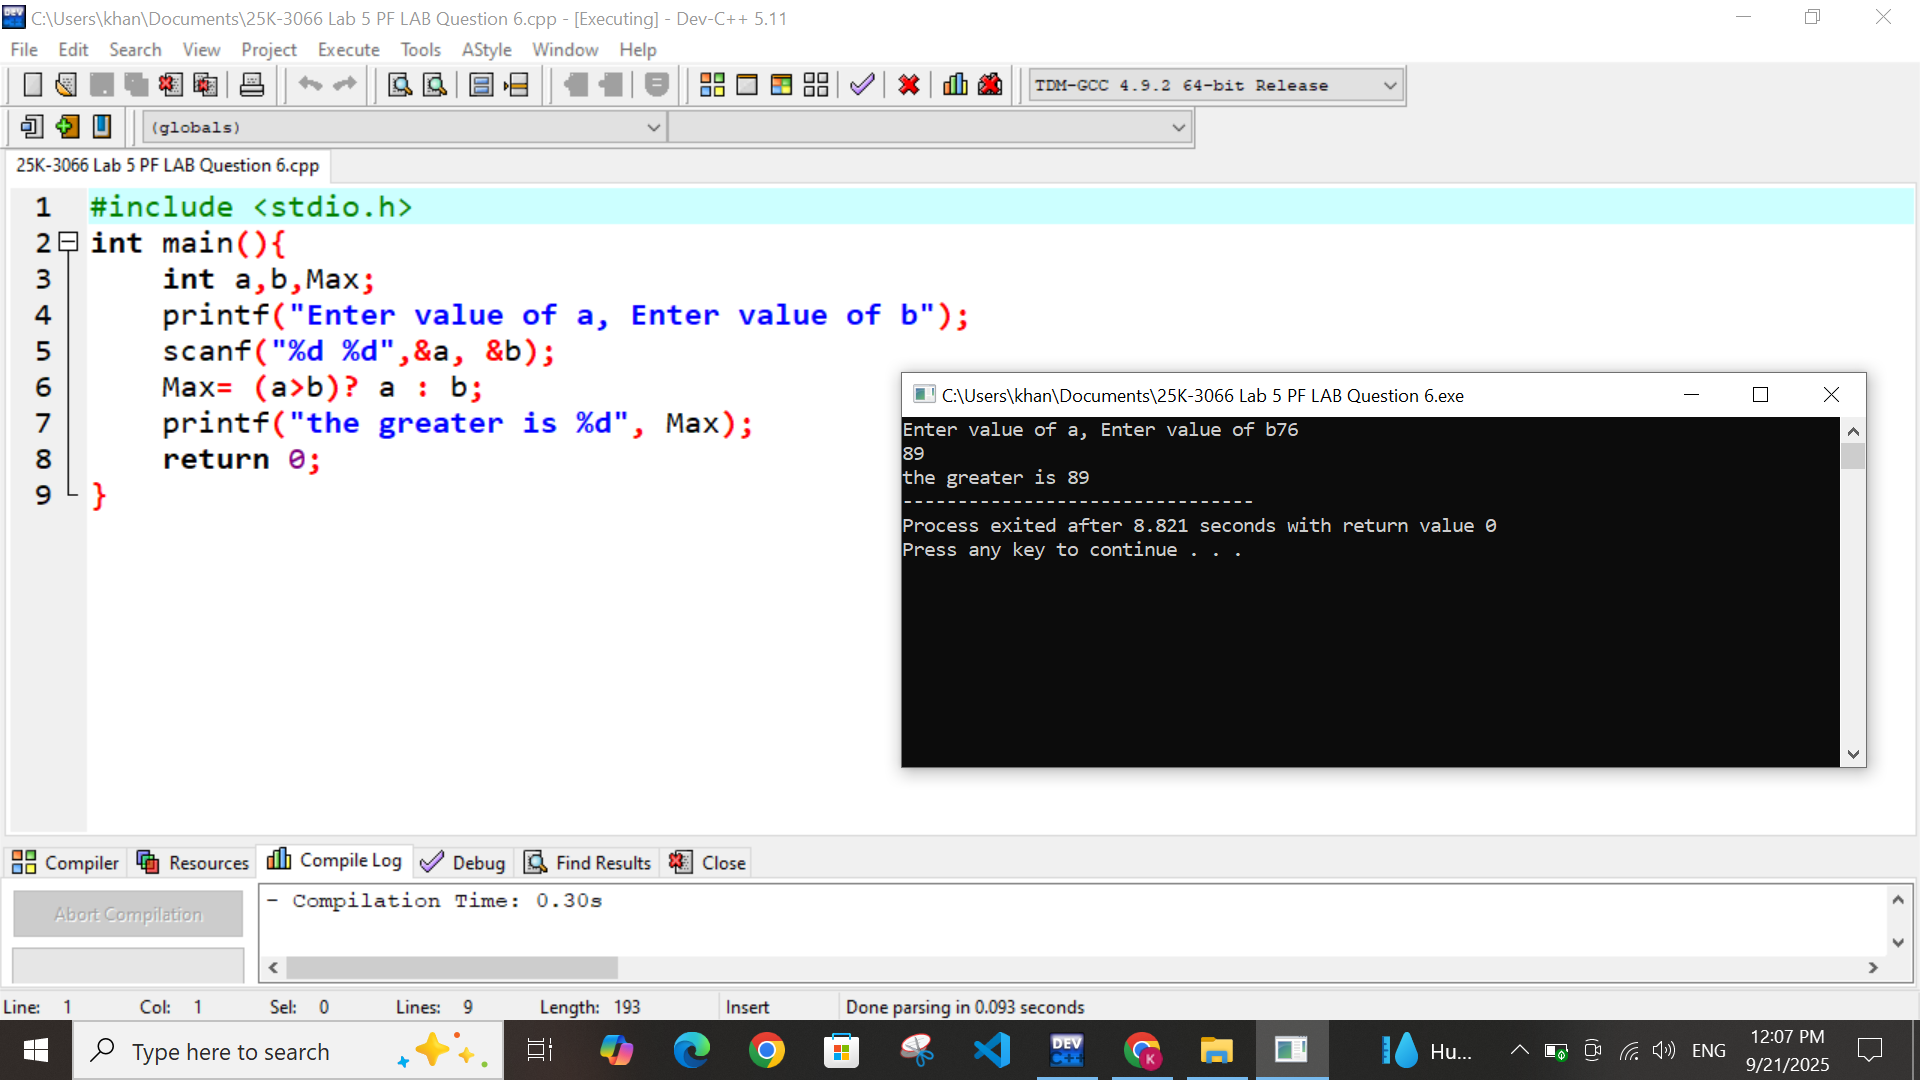 C:\Users\khan\Documents\25K-3066 Lab 5 PF LAB Question 6.cpp - [Executing] - Dev-C++ 5.11
File Edit Search View Project Execute Tools AStyle Window Help
TDM-GCC 4.9.2 64-bit Release
(globals)
25K-3066 Lab 5 PF LAB Question 6.cpp
1 #include <stdio.h>
2 int main(){
3 int a,b,Max;
4 printf("Enter value of a, Enter value of b");
5 scanf("%d %d",&a, &b);
6 Max= (a>b)? a : b;
7 printf("the greater is %d", Max);
8 return 0;
9 }
C:\Users\khan\Documents\25K-3066 Lab 5 PF LAB Question 6.exe
Enter value of a, Enter value of b76
89
the greater is 89
--------------------------------
Process exited after 8.821 seconds with return value 0
Press any key to continue . . .
Compiler Resources Compile Log Debug Find Results Close
Abort Compilation
- Compilation Time: 0.30s
Line: 1 Col: 1 Sel: 0 Lines: 9 Length: 193 Insert Done parsing in 0.093 seconds
Type here to search
DEV C++
K
Hu...
ENG
12:07 PM
9/21/2025